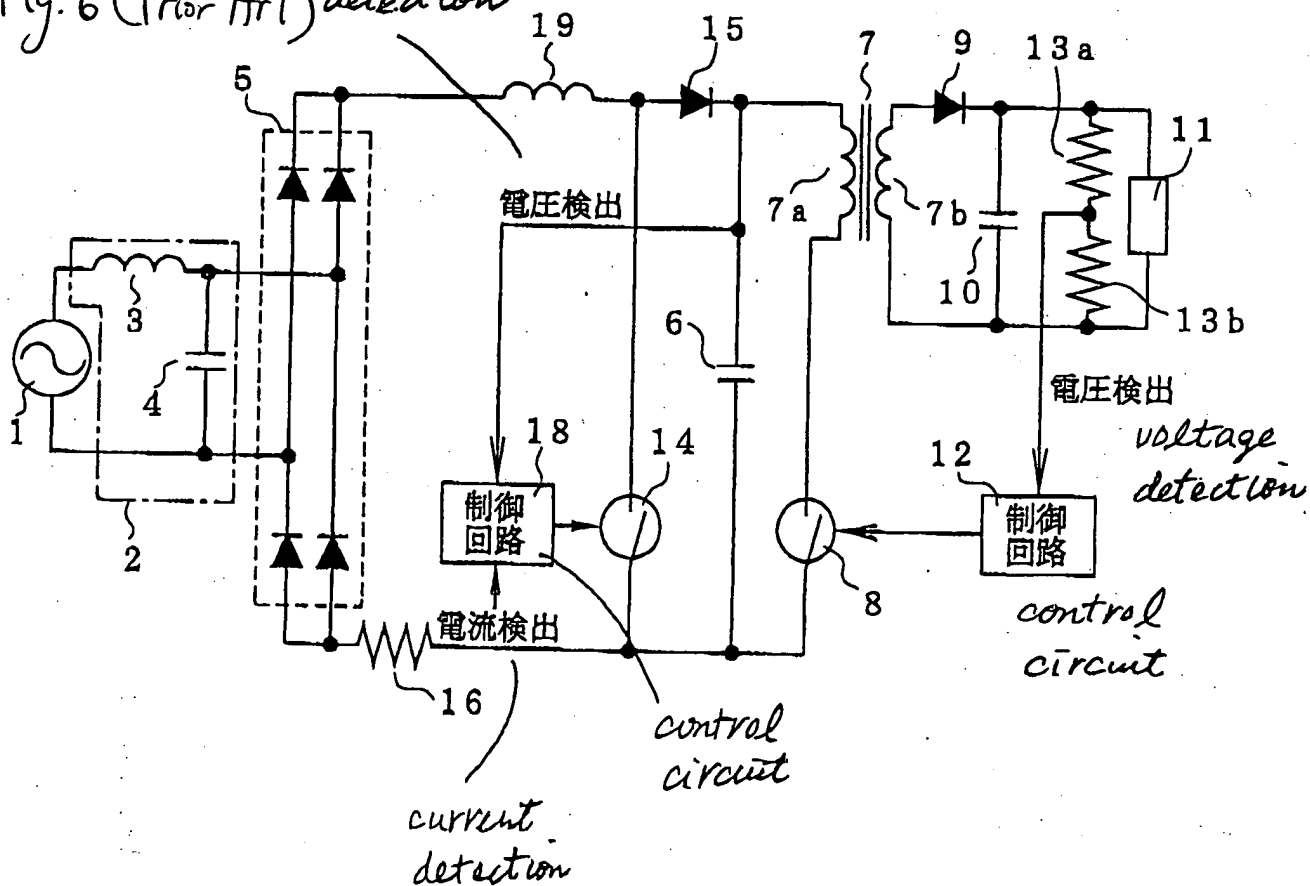 Fig. 6 (Prior Art) detection
19
15
7
9
13a
5
11
電圧検出
7a
7b
3
10
13b
6
4
1
電圧検出
voltage
detection
18
14
12
制御
回路
制御
回路
2
8
電流検出
control
circuit
16
control
circuit
current
detection